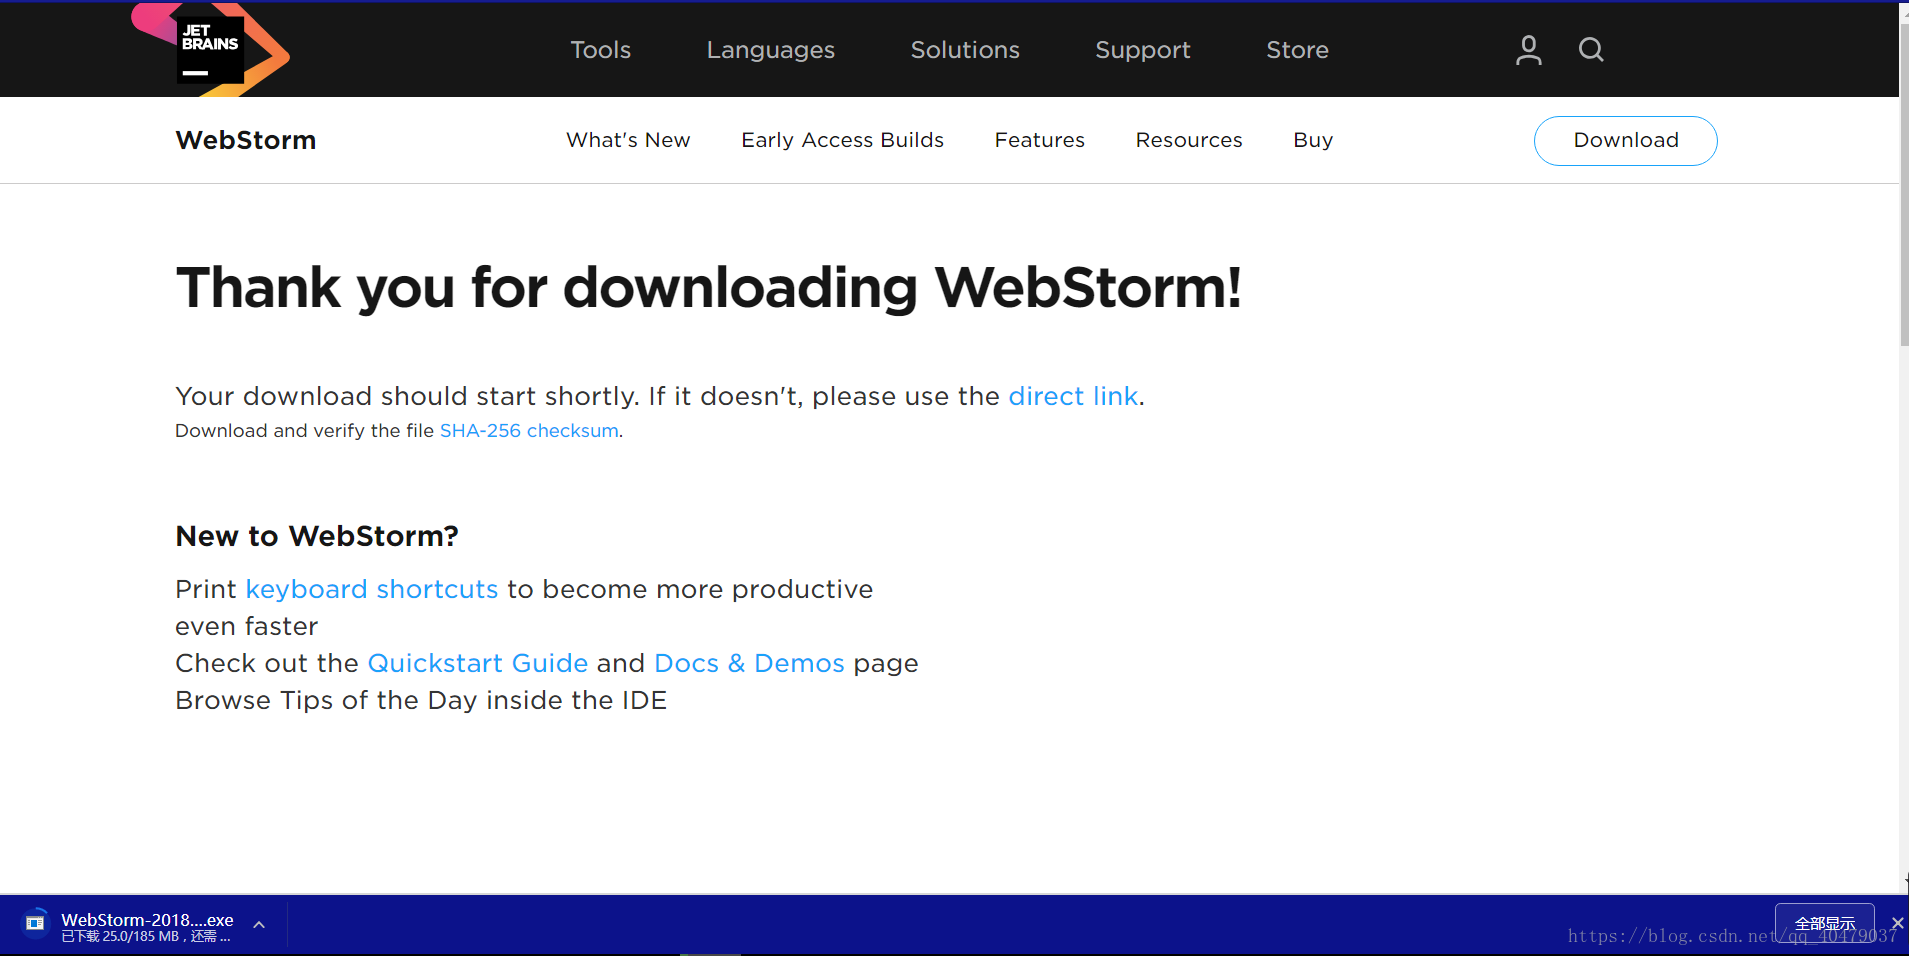 JET
BRAINS
Tools Languages Solutions Support Store
WebStorm What's New Early Access Builds Features Resources Buy Download
Thank you for downloading WebStorm!
Your download should start shortly. If it doesn't, please use the direct link.
Download and verify the file SHA-256 checksum.
New to WebStorm?
Print keyboard shortcuts to become more productive
even faster
Check out the Quickstart Guide and Docs & Demos page
Browse Tips of the Day inside the IDE
WebStorm-2018....exe
已下载 25.0/185 MB，还需 ...
全部显示
https://blog.csdn.net/qq_40479037